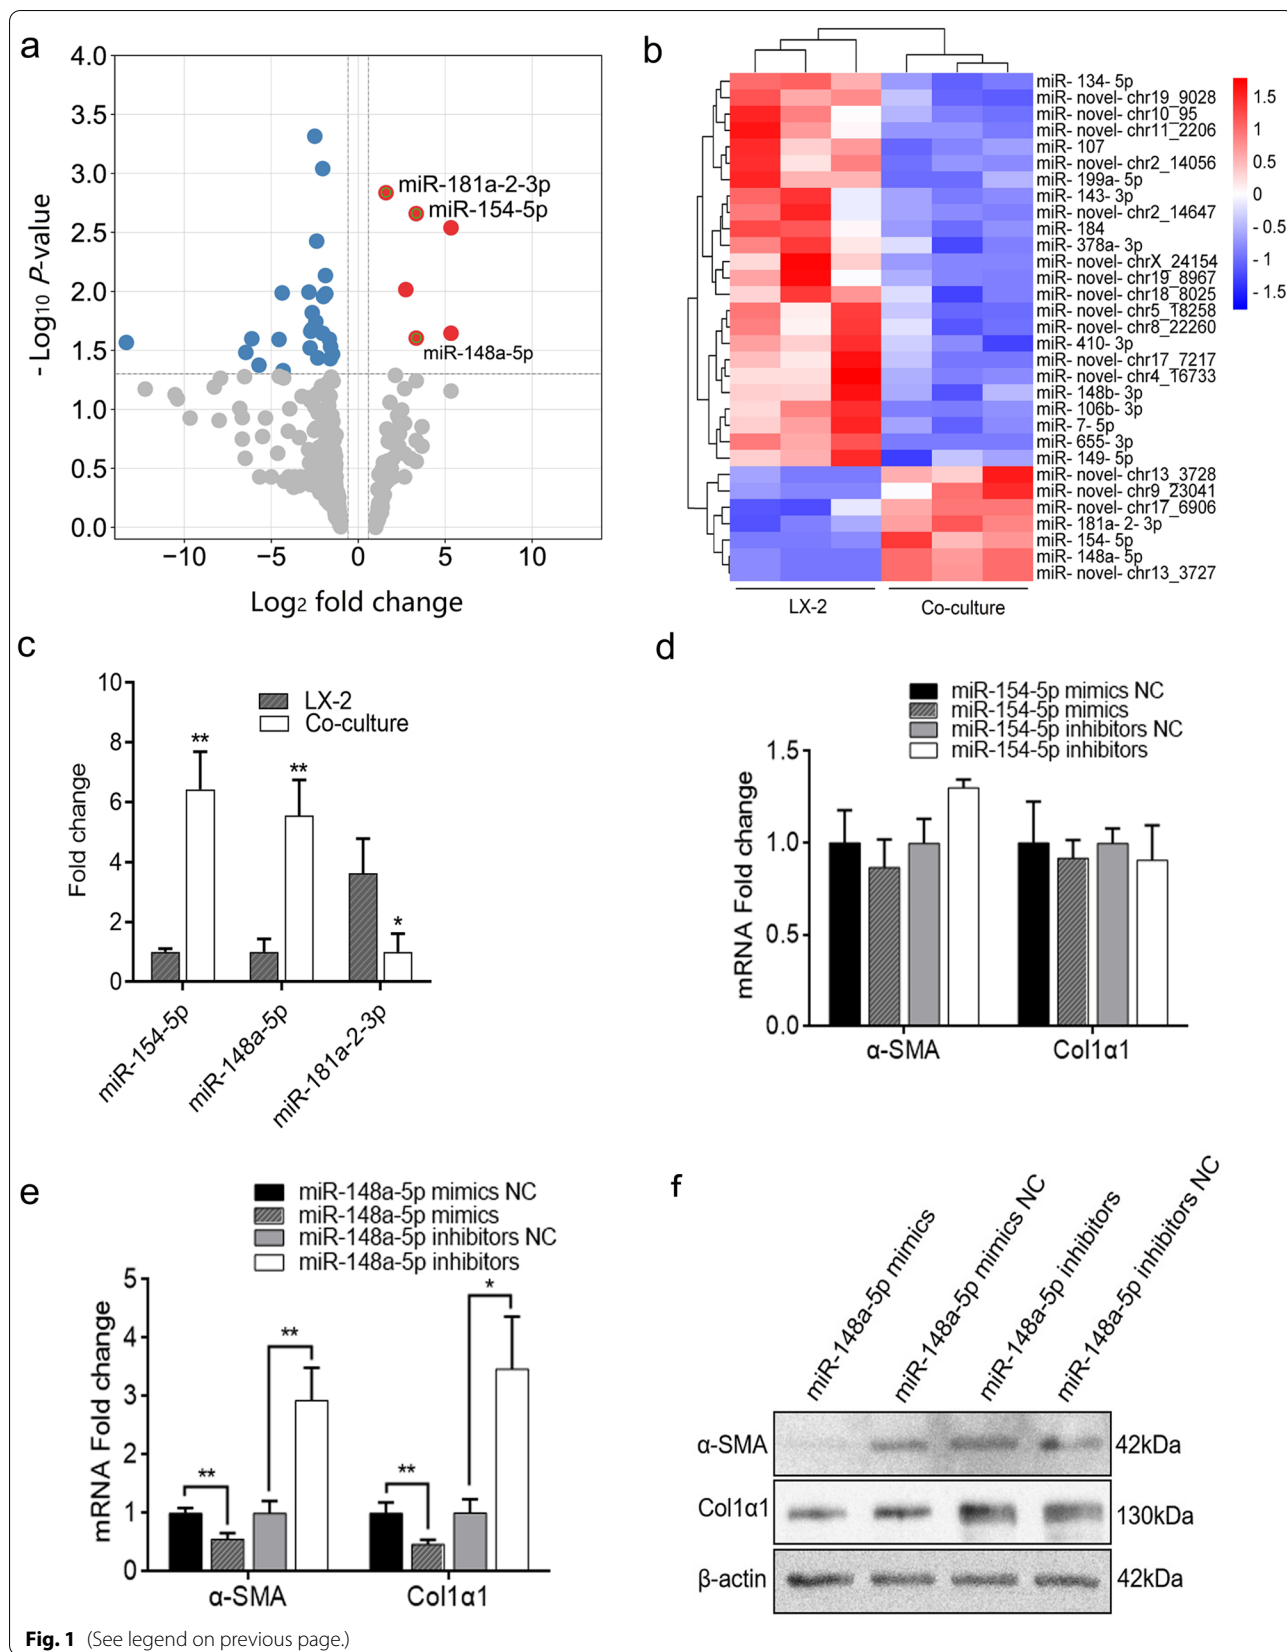 a
4.0
3.5
3.0
2.5
2.0
1.5
1.0
0.5
0.0
- Log10 P-value
miR-181a-2-3p
miR-154-5p
miR-148a-5p
−10
−5
0
5
10
Log2 fold change
b
miR- 134- 5p
miR- novel- chr19_9028
miR- novel- chr10_95
miR- novel- chr11_2206
miR- 107
miR- novel- chr2_14056
miR- 199a- 5p
miR- 143- 3p
miR- novel- chr2_14647
miR- 184
miR- 378a- 3p
miR- novel- chrX_24154
miR- novel- chr19_8967
miR- novel- chr18_8025
miR- novel- chr5_18258
miR- novel- chr8_22260
miR- 410- 3p
miR- novel- chr17_7217
miR- novel- chr4_16733
miR- 148b- 3p
miR- 106b- 3p
miR- 7- 5p
miR- 655- 3p
miR- 149- 5p
miR- novel- chr13_3728
miR- novel- chr9_23041
miR- novel- chr17_6906
miR- 181a- 2- 3p
miR- 154- 5p
miR- 148a- 5p
miR- novel- chr13_3727
1.5
1
0.5
0
- 0.5
- 1
- 1.5
LX-2
Co-culture
c
10
8
6
4
2
0
Fold change
LX-2
Co-culture
**
**
*
miR-154-5p
miR-148a-5p
miR-181a-2-3p
d
miR-154-5p mimics NC
miR-154-5p mimics
miR-154-5p inhibitors NC
miR-154-5p inhibitors
1.5
1.0
0.5
0.0
mRNA Fold change
α-SMA
Col1α1
e
miR-148a-5p mimics NC
miR-148a-5p mimics
miR-148a-5p inhibitors NC
miR-148a-5p inhibitors
5
4
3
2
1
0
mRNA Fold change
**
**
**
*
α-SMA
Col1α1
f
miR-148a-5p mimics
miR-148a-5p mimics NC
miR-148a-5p inhibitors
miR-148a-5p inhibitors NC
α-SMA
42kDa
Col1α1
130kDa
β-actin
42kDa
Fig. 1 (See legend on previous page.)